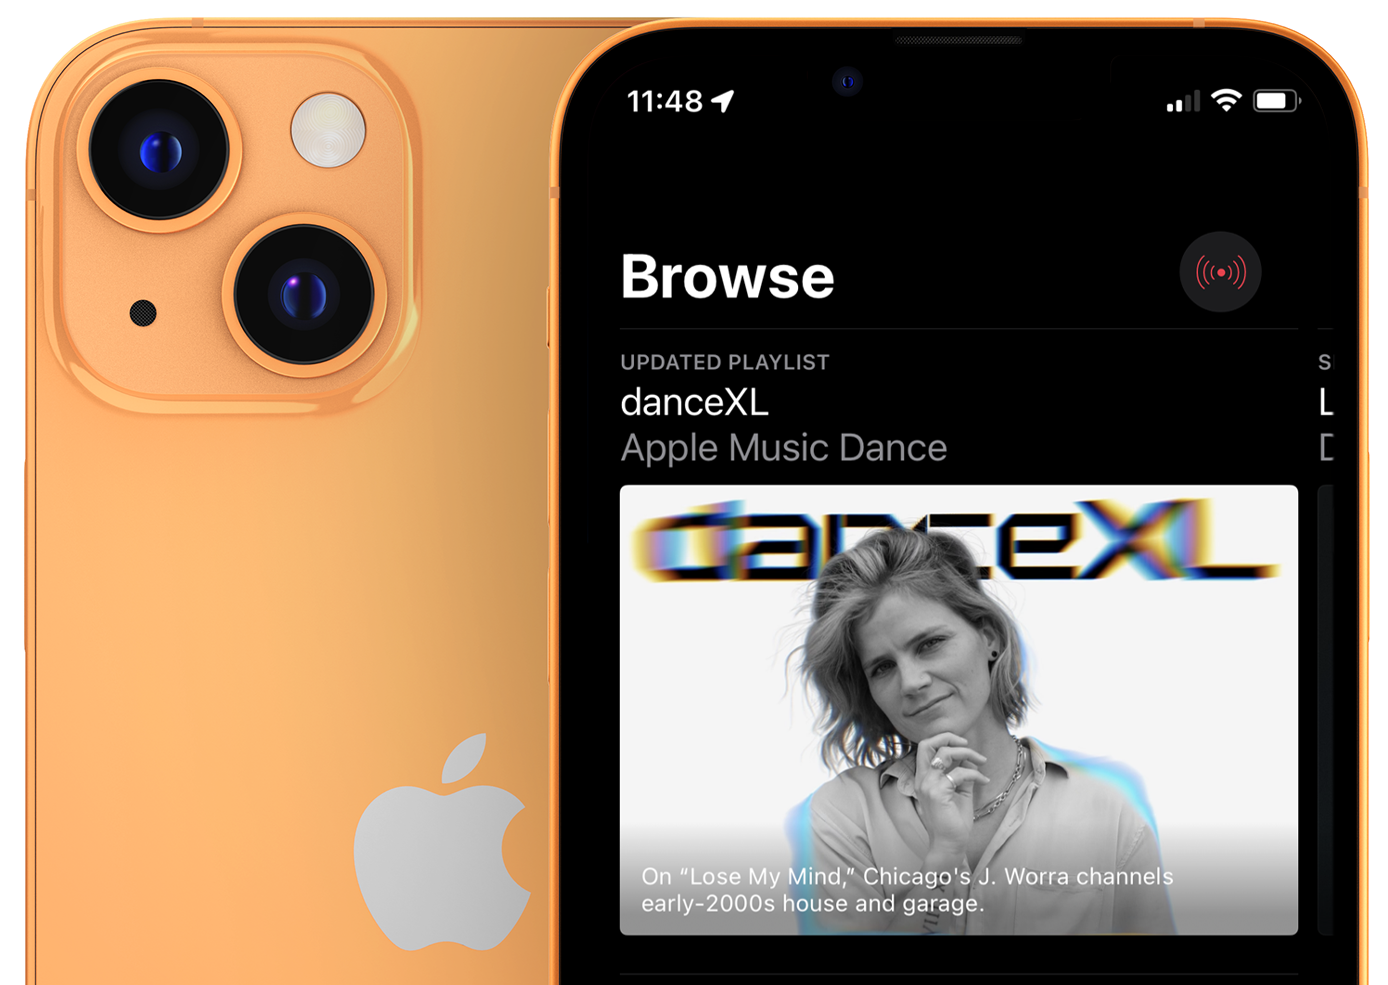 11:48
Browse
UPDATED PLAYLIST
danceXL
Apple Music Dance
danceXL
On “Lose My Mind,” Chicago's J. Worra channels
early-2000s house and garage.